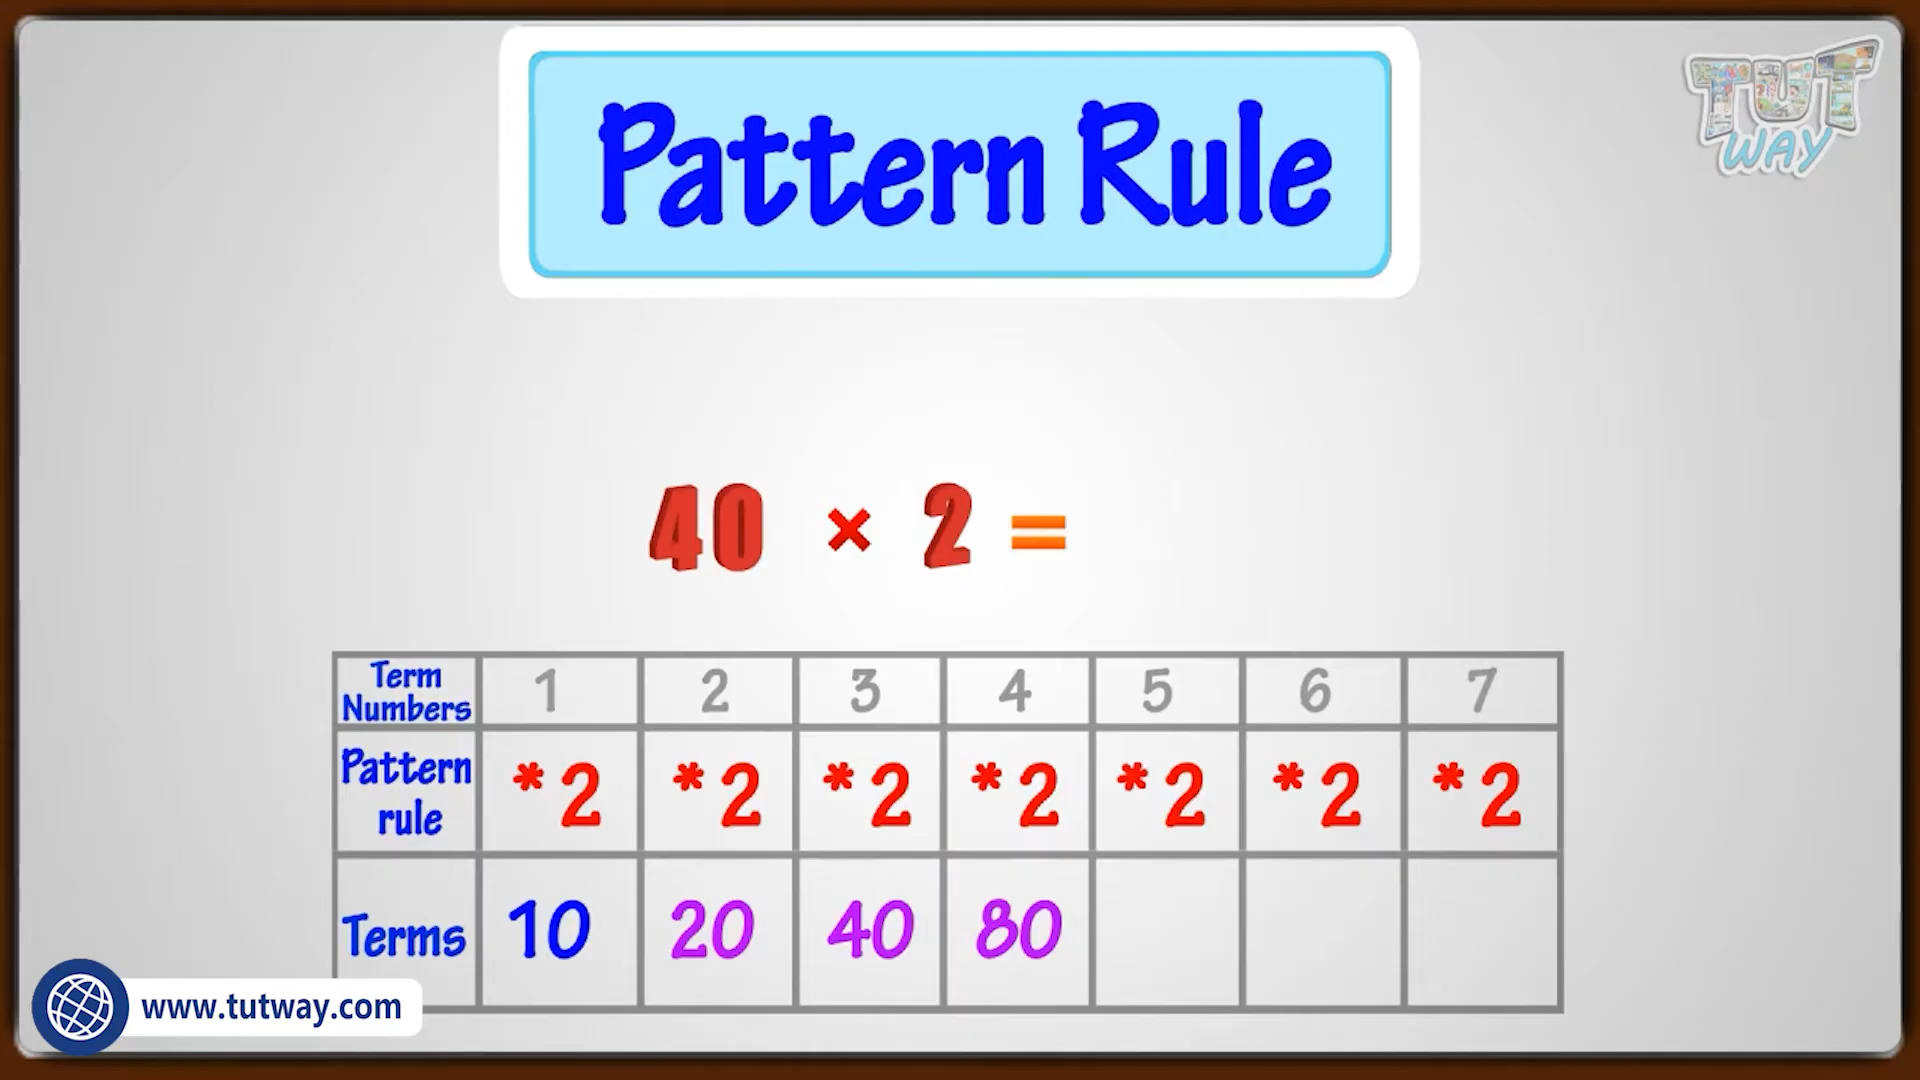 TUT
WAY
Pattern Rule
40 × 2 =
Term Numbers 1 2 3 4 5 6 7
Pattern rule *2 *2 *2 *2 *2 *2 *2
Terms 10 20 40 80
www.tutway.com